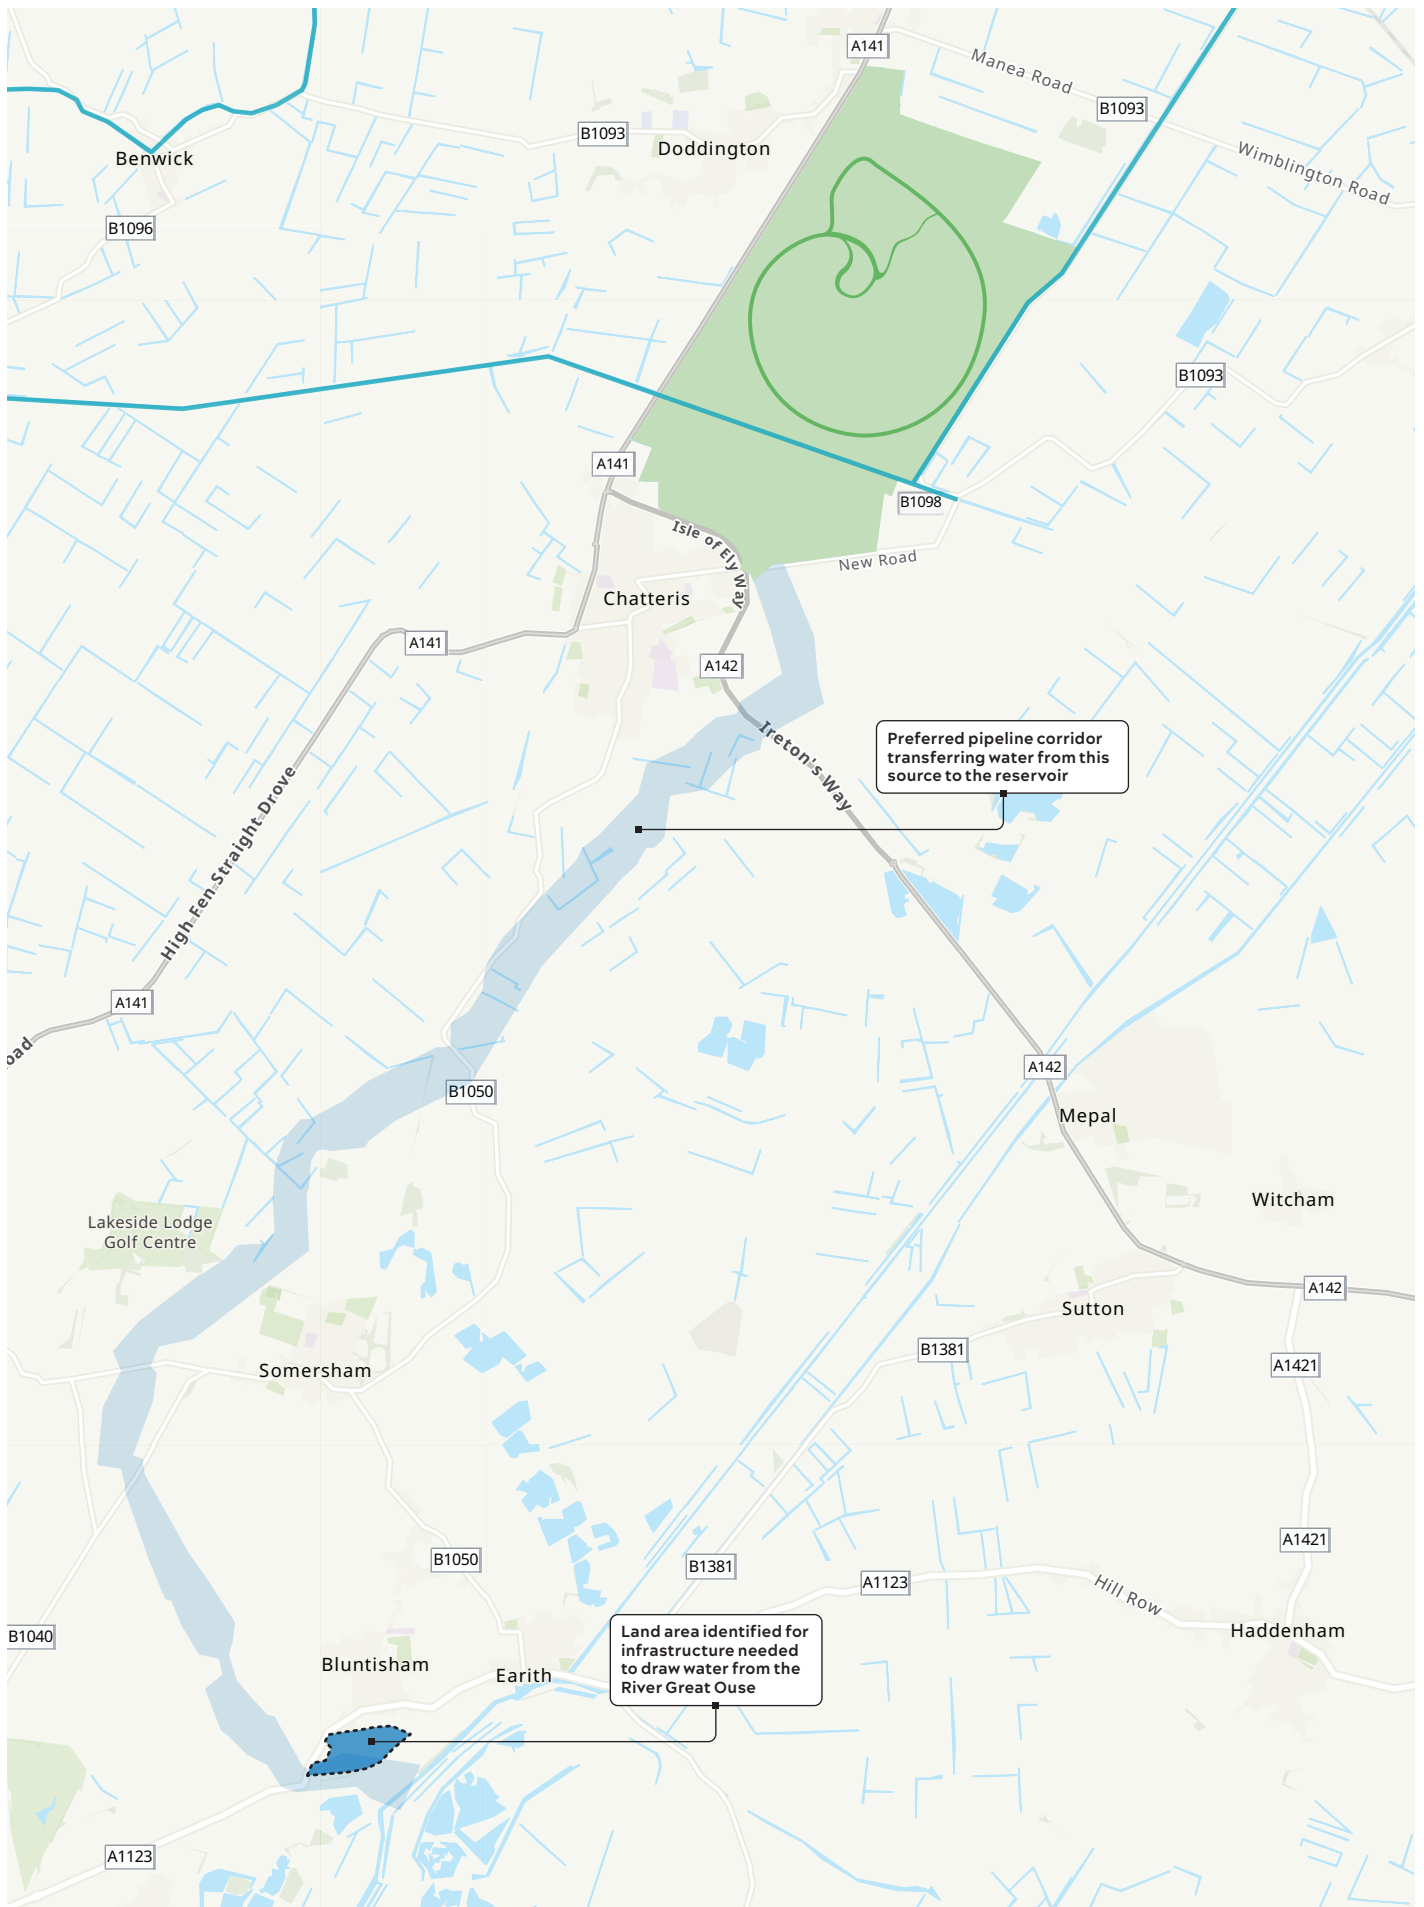 A141
Manea Road
B1093
B1093
Doddington
Benwick
Wimblington Road
B1096
B1093
A141
B1098
Isle of Ely Way
New Road
Chatteris
A141
A142
Ireton's Way
Preferred pipeline corridor
transferring water from this
source to the reservoir
High Fen Straight Drove
A141
oad
A142
B1050
Mepal
Witcham
Lakeside Lodge
Golf Centre
A142
Sutton
B1381
A1421
Somersham
A1421
B1050
B1381
A1123
Hill Row
Land area identified for
infrastructure needed
to draw water from the
River Great Ouse
B1040
Haddenham
Bluntisham
Earith
A1123